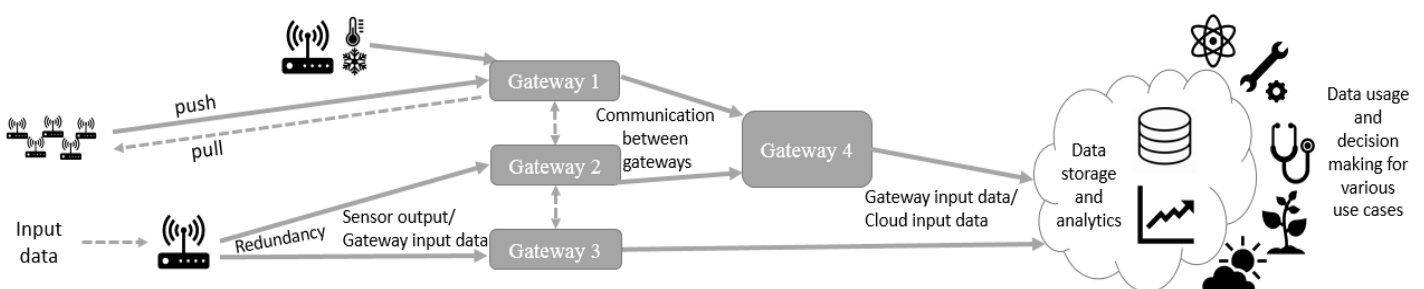 push
pull
Input
data
Redundancy
Sensor output/
Gateway input data
Gateway 1
Gateway 2
Gateway 3
Communication
between
gateways
Gateway 4
Gateway input data/
Cloud input data
Data
storage
and
analytics
Data usage
and
decision
making for
various
use cases